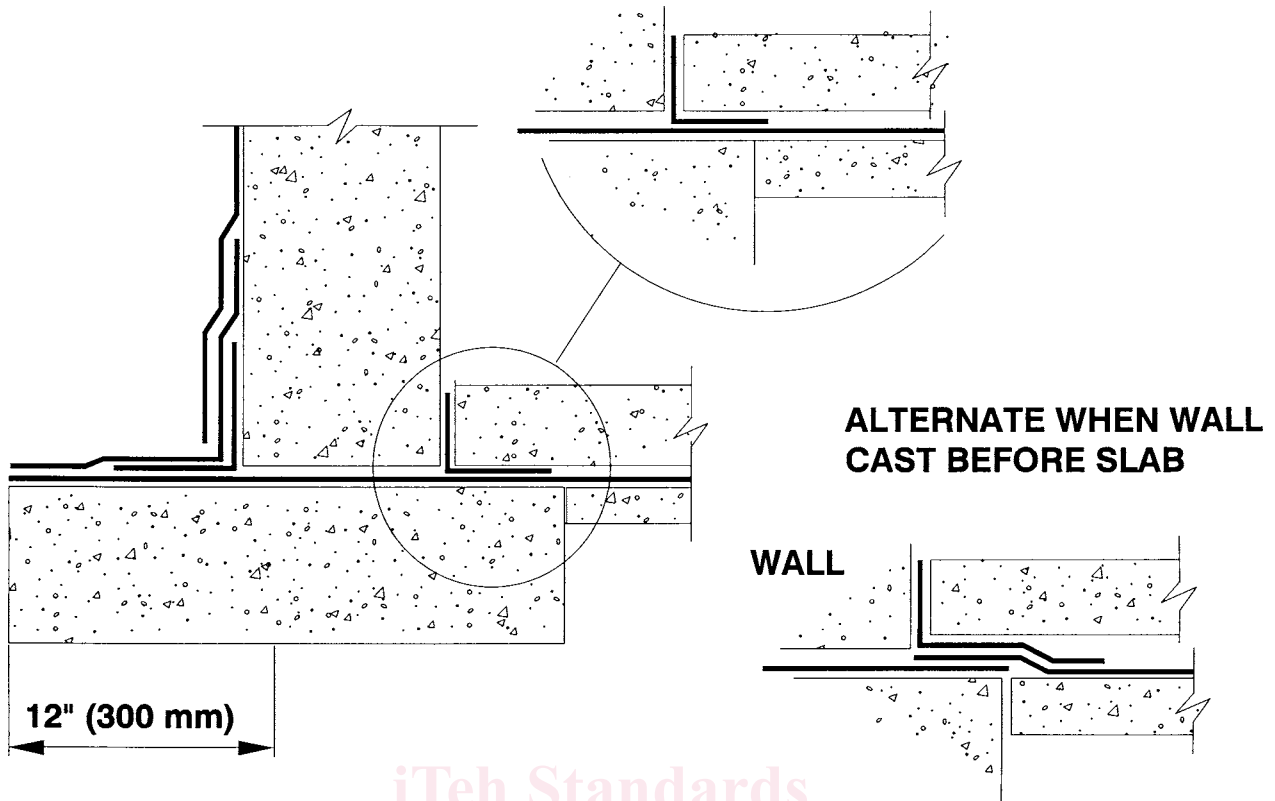 ALTERNATE WHEN WALL
CAST BEFORE SLAB
WALL
12" (300 mm)
iTeh Standards